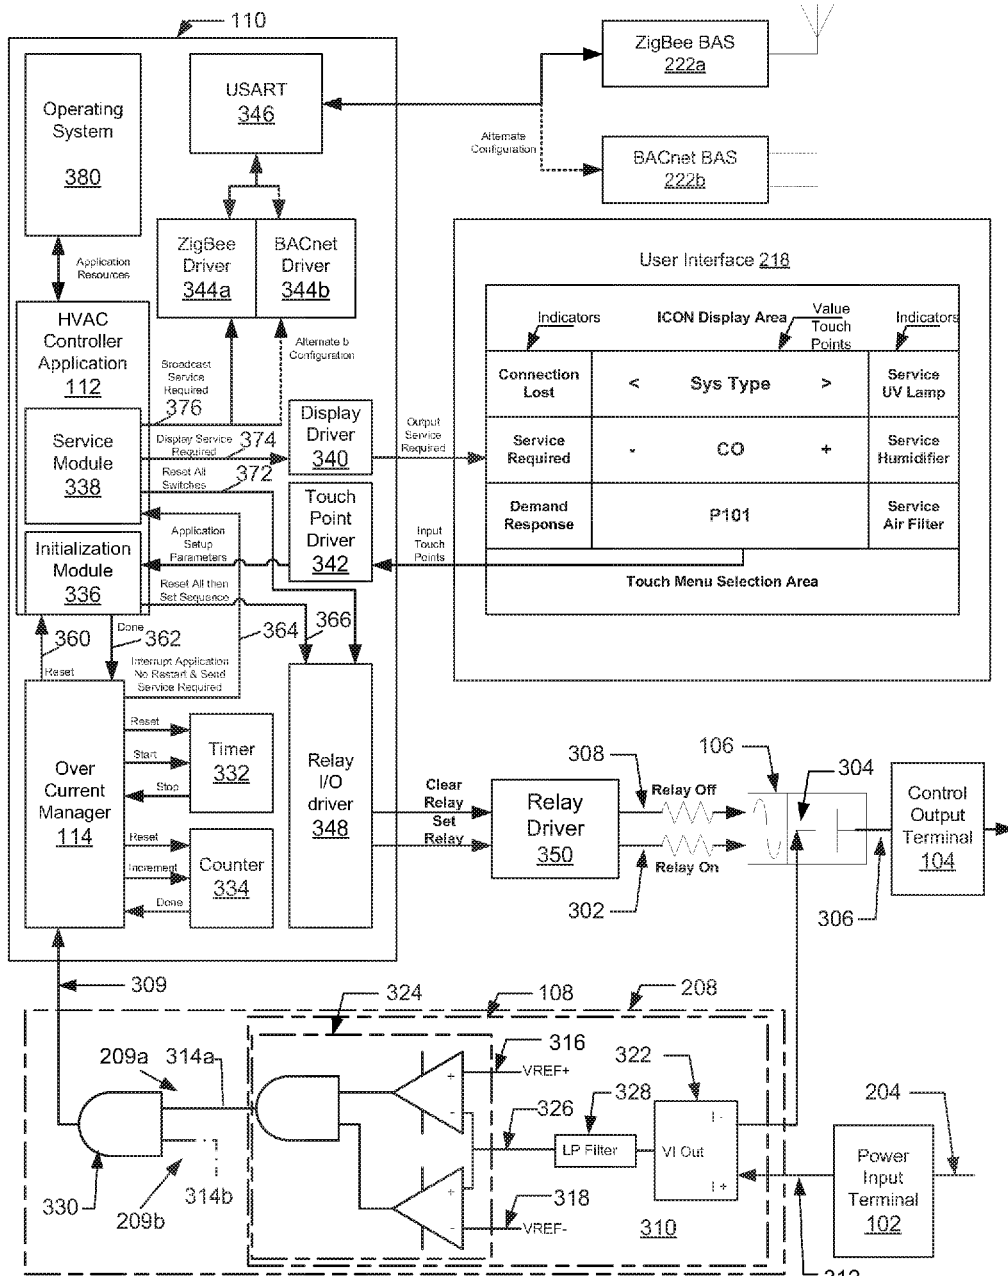 110
Operating
System
380
USART
346
ZigBee BAS
222a
Alternate
Configuration
BACnet BAS
222b
ZigBee
Driver
344a
BACnet
Driver
344b
Application
Resources
User Interface 218
Indicators
ICON Display Area
Value
Touch
Points
Indicators
Connection
Lost
<
Sys Type
>
Service
UV Lamp
Service
Required
-
CO
+
Service
Humidifier
Demand
Response
P101
Service
Air Filter
Touch Menu Selection Area
HVAC
Controller
Application
112
Broadcast
Service
Required
376
Alternate b
Configuration
Service
Module
338
Display Service
Required
374
Display
Driver
340
Output
Service
Required
Reset All
Switches
372
Touch
Point
Driver
342
Input
Touch
Points
Application
Setup
Parameters
Initialization
Module
336
Reset All then
Set Sequence
360
Done
362
364
366
Reset
Interrupt Application
No Restart & Send
Service Required
Over
Current
Manager
114
Reset
Start
Stop
Timer
332
Reset
Increment
Done
Counter
334
Relay
I/O
driver
348
Clear
Relay
Set
Relay
Relay
Driver
350
308
Relay Off
Relay On
302
106
304
306
Control
Output
Terminal
104
309
324
108
208
209a
314a
316
VREF+
322
328
326
LP Filter
VI Out
I-
I+
204
Power
Input
Terminal
102
330
209b
314b
318
VREF-
310
312